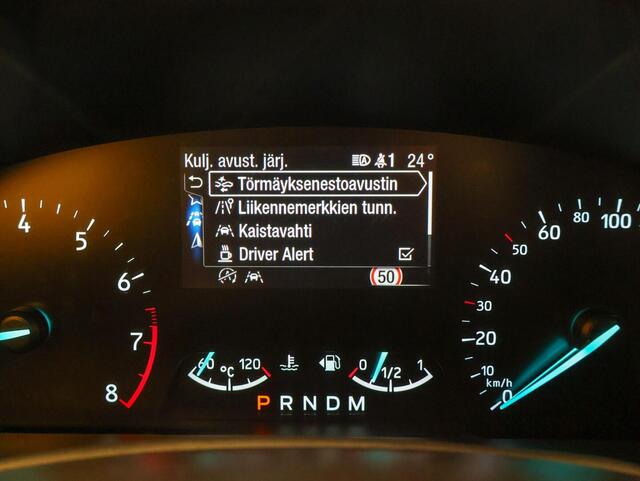 Kulj. avust. järj. 1 24°
Törmäyksenestoavustin
Liikennemerkkien tunn.
Kaistavahti
Driver Alert
50
4
5
6
7
8
60 °C 120
0 1/2 1
P R N D M
0
10
20
30
40
50
60
80
100
km/h